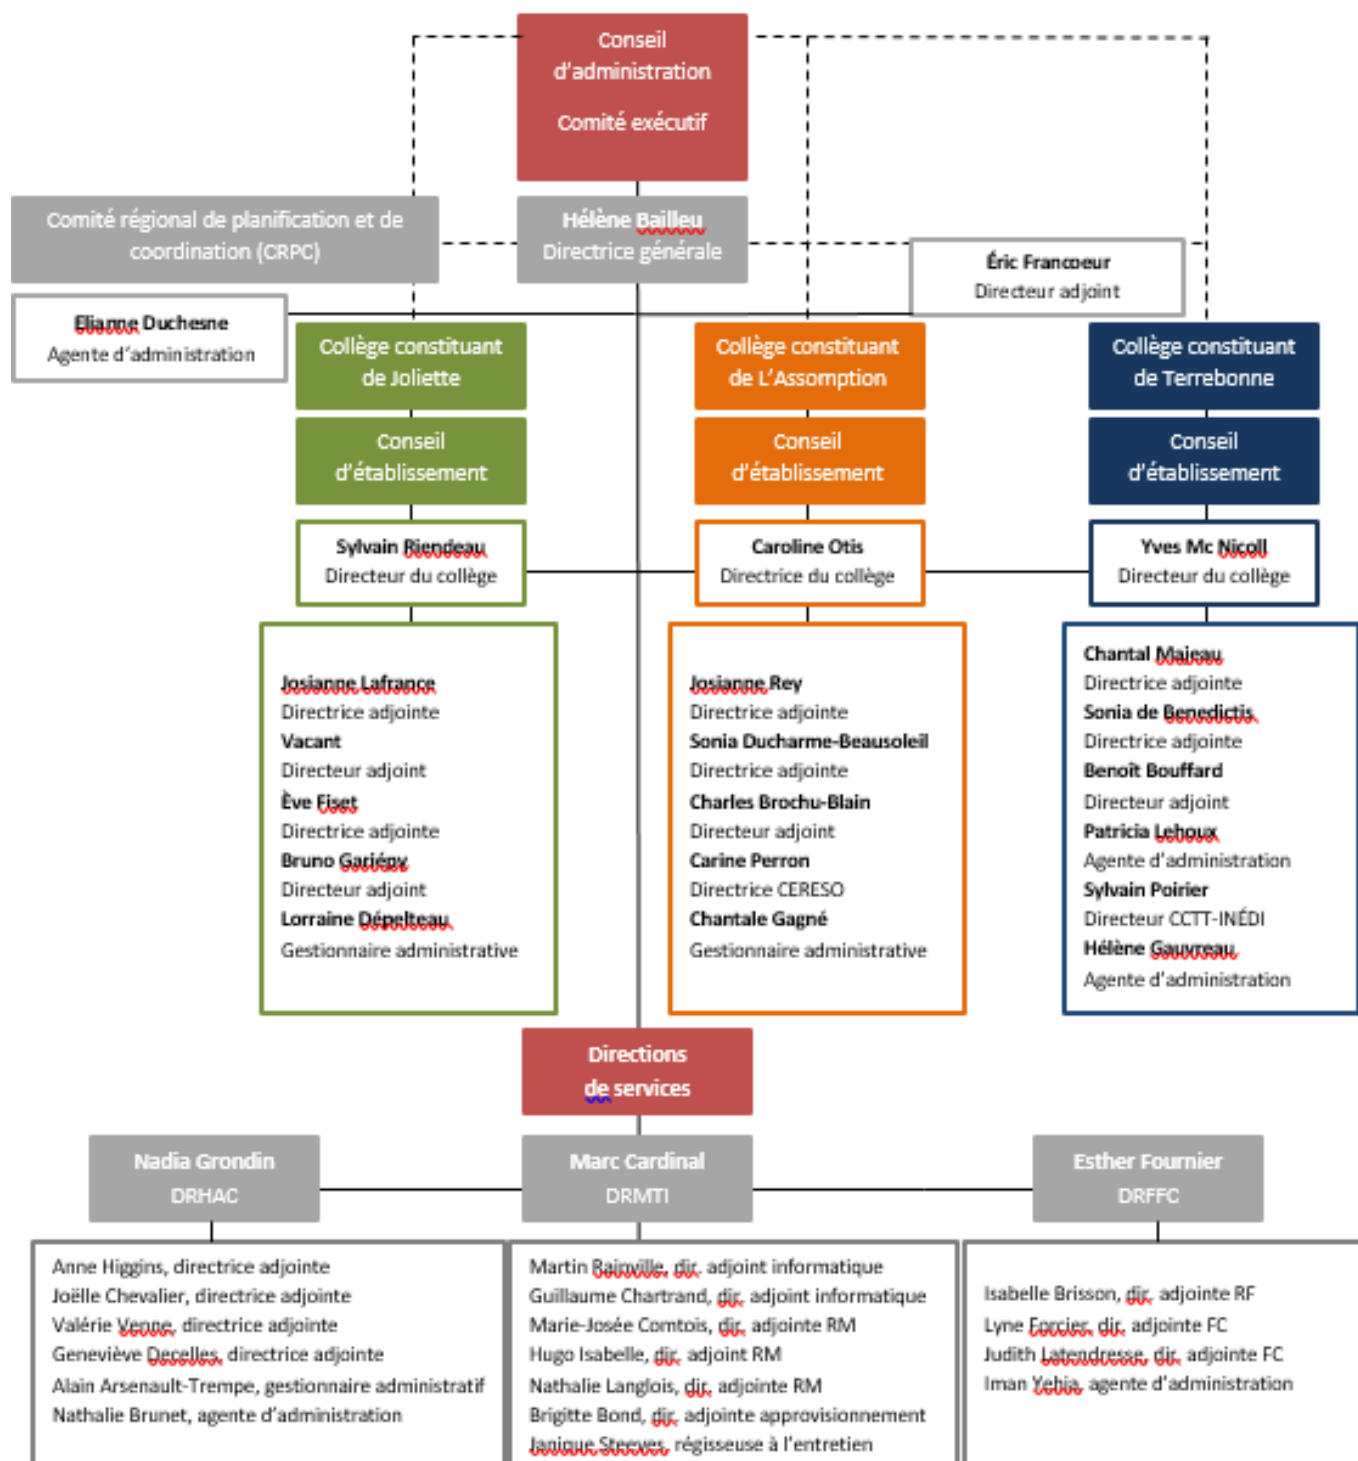 Conseil
d'administration
Comité exécutif
Comité régional de planification et de
coordination (CRPC)
Hélène Bailleu
Directrice générale
Éric Francoeur
Directeur adjoint
Elianne Duchesne
Agente d'administration
Collège constituant
de Joliette
Conseil
d'établissement
Sylvain Riendeau
Directeur du collège
Josianne Lafrance
Directrice adjointe
Vacant
Directeur adjoint
Ève Fiset
Directrice adjointe
Bruno Gariépy
Directeur adjoint
Lorraine Dépelteau
Gestionnaire administrative
Collège constituant
de L'Assomption
Conseil
d'établissement
Caroline Otis
Directrice du collège
Josianne Rey
Directrice adjointe
Sonia Ducharme-Beausoleil
Directrice adjointe
Charles Brochu-Blain
Directeur adjoint
Carine Perron
Directrice CERESO
Chantale Gagné
Gestionnaire administrative
Collège constituant
de Terrebonne
Conseil
d'établissement
Yves Mc Nicoll
Directeur du collège
Chantal Majeau
Directrice adjointe
Sonia de Benedictis
Directrice adjointe
Benoît Bouffard
Directeur adjoint
Patricia Lehoux
Agente d'administration
Sylvain Poirier
Directeur CCTT-INÉDI
Hélène Gauvreau
Agente d'administration
Directions
de services
Nadia Grondin
DRHAC
Anne Higgins, directrice adjointe
Joëlle Chevalier, directrice adjointe
Valérie Venne, directrice adjointe
Geneviève Decelles, directrice adjointe
Alain Arsenault-Trempe, gestionnaire administratif
Nathalie Brunet, agente d'administration
Marc Cardinal
DRMTI
Martin Rainville, dir. adjoint informatique
Guillaume Chartrand, dir. adjoint informatique
Marie-Josée Comtois, dir. adjointe RM
Hugo Isabelle, dir. adjoint RM
Nathalie Langlois, dir. adjointe RM
Brigitte Bond, dir. adjointe approvisionnement
Janique Steeves, régisseuse à l'entretien
Esther Fournier
DRFFC
Isabelle Brisson, dir. adjointe RF
Lyne Forcier, dir. adjointe FC
Judith Latendresse, dir. adjointe FC
Iman Yehia, agente d'administration